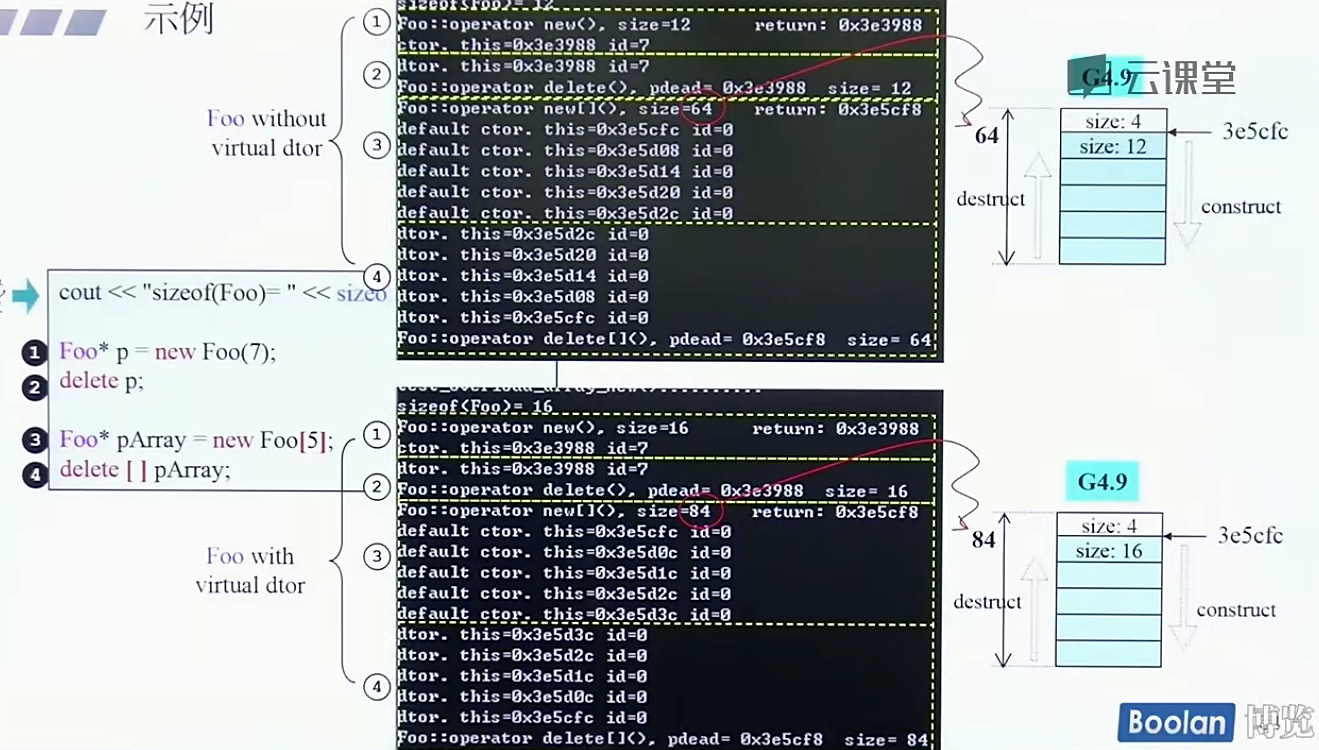 示例
sizeof(Foo)= 12
① Foo::operator new(), size=12 return: 0x3e3988
ctor. this=0x3e3988 id=7
② dtor. this=0x3e3988 id=7
Foo::operator delete(), pdead= 0x3e3988 size= 12
③ Foo::operator new[](), size=64 return: 0x3e5cf8
default ctor. this=0x3e5cfc id=0
default ctor. this=0x3e5d08 id=0
default ctor. this=0x3e5d14 id=0
default ctor. this=0x3e5d20 id=0
default ctor. this=0x3e5d2c id=0
④ dtor. this=0x3e5d2c id=0
dtor. this=0x3e5d20 id=0
dtor. this=0x3e5d14 id=0
dtor. this=0x3e5d08 id=0
dtor. this=0x3e5cfc id=0
Foo::operator delete[](), pdead= 0x3e5cf8 size= 64
Foo without
virtual dtor
G4.9
云课堂
64
size: 4
size: 12
3e5cfc
destruct
construct
cout << "sizeof(Foo)= " << sizeo
1 Foo* p = new Foo(7);
2 delete p;
3 Foo* pArray = new Foo[5];
4 delete [ ] pArray;
sizeof(Foo)= 16
① Foo::operator new(), size=16 return: 0x3e3988
ctor. this=0x3e3988 id=7
② dtor. this=0x3e3988 id=7
Foo::operator delete(), pdead= 0x3e3988 size= 16
③ Foo::operator new[](), size=84 return: 0x3e5cf8
default ctor. this=0x3e5cfc id=0
default ctor. this=0x3e5d0c id=0
default ctor. this=0x3e5d1c id=0
default ctor. this=0x3e5d2c id=0
default ctor. this=0x3e5d3c id=0
④ dtor. this=0x3e5d3c id=0
dtor. this=0x3e5d2c id=0
dtor. this=0x3e5d1c id=0
dtor. this=0x3e5d0c id=0
dtor. this=0x3e5cfc id=0
Foo::operator delete[](), pdead= 0x3e5cf8 size= 84
Foo with
virtual dtor
G4.9
84
size: 4
size: 16
3e5cfc
destruct
construct
Boolan 博览